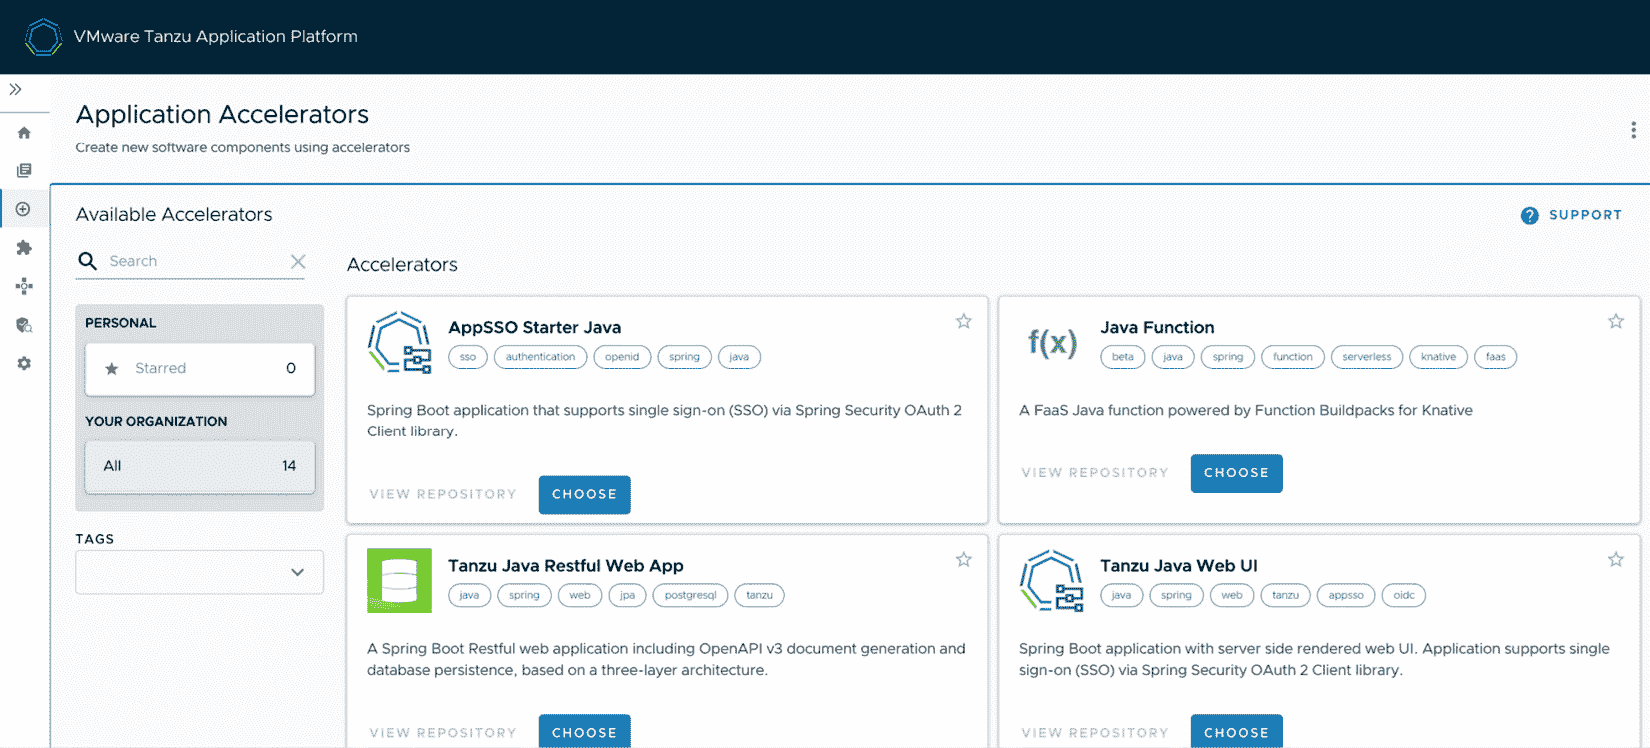 VMware Tanzu Application Platform
Application Accelerators
Create new software components using accelerators
Available Accelerators
SUPPORT
Search
Accelerators
PERSONAL
Starred 0
YOUR ORGANIZATION
All 14
TAGS
AppSSO Starter Java
sso authentication openid spring java
Spring Boot application that supports single sign-on (SSO) via Spring Security OAuth 2
Client library.
VIEW REPOSITORY CHOOSE
f(x)
Java Function
beta java spring function serverless knative faas
A FaaS Java function powered by Function Buildpacks for Knative
VIEW REPOSITORY CHOOSE
Tanzu Java Restful Web App
java spring web jpa postgresql tanzu
A Spring Boot Restful web application including OpenAPI v3 document generation and
database persistence, based on a three-layer architecture.
VIEW REPOSITORY CHOOSE
Tanzu Java Web UI
java spring web tanzu appsso oidc
Spring Boot application with server side rendered web UI. Application supports single
sign-on (SSO) via Spring Security OAuth 2 Client library.
VIEW REPOSITORY CHOOSE